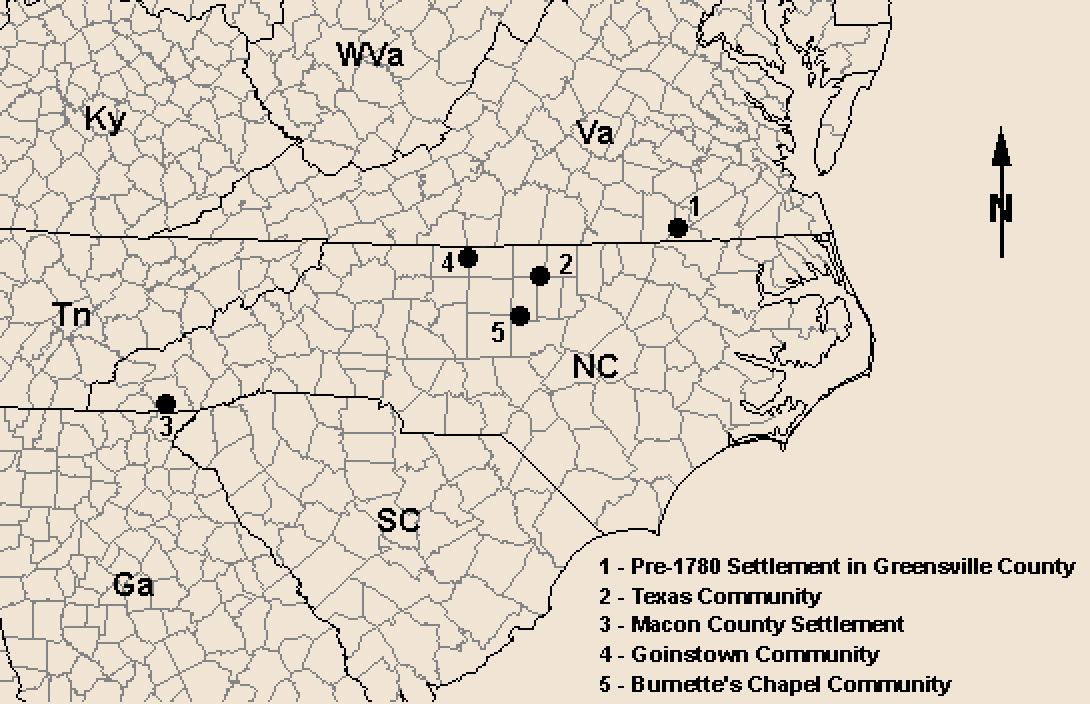 WVa
Ky
Va
1
N
4
2
Tn
5
NC
3
SC
Ga
1 - Pre-1780 Settlement in Greensville County
2 - Texas Community
3 - Macon County Settlement
4 - Goinstown Community
5 - Burnette's Chapel Community